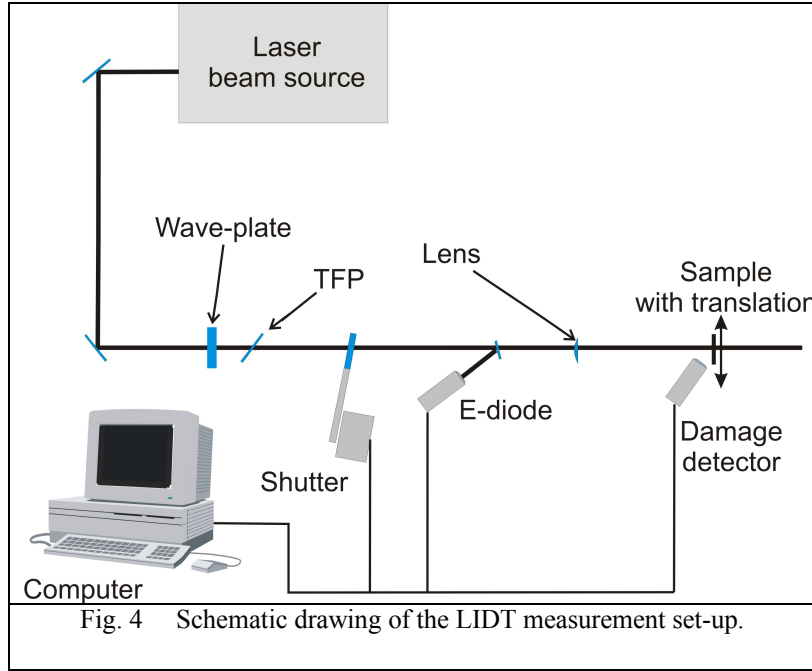 Laser
beam source
Wave-plate
TFP
Lens
Sample
with translation
E-diode
Damage
detector
Shutter
Computer
Fig. 4 Schematic drawing of the LIDT measurement set-up.